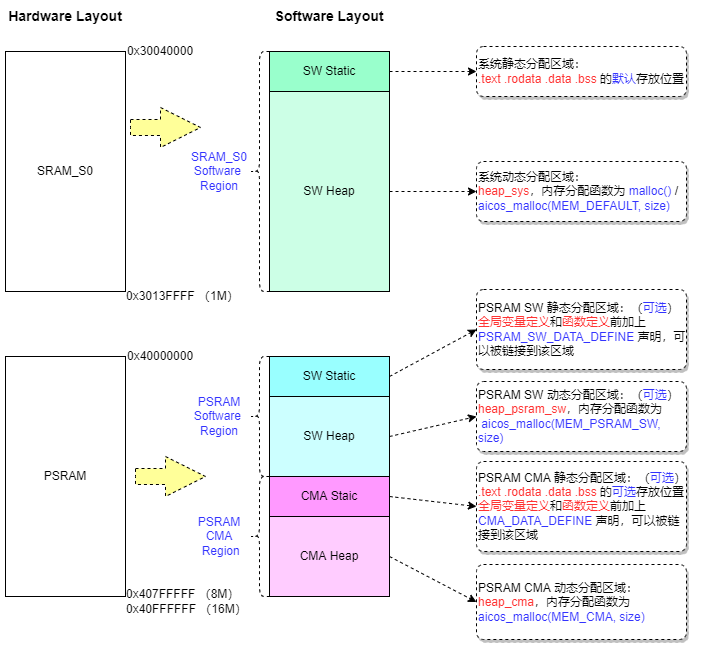 Hardware Layout
Software Layout
0x30040000
SRAM_S0
0x3013FFFF （1M）
SRAM_S0
Software
Region
SW Static
SW Heap
系统静态分配区域：
.text .rodata .data .bss 的默认存放位置
系统动态分配区域：
heap_sys，内存分配函数为 malloc() /
aicos_malloc(MEM_DEFAULT, size)
0x40000000
PSRAM
0x407FFFFF （8M）
0x40FFFFFF （16M）
PSRAM
Software
Region
PSRAM
CMA
Region
SW Static
SW Heap
CMA Staic
CMA Heap
PSRAM SW 静态分配区域：（可选）
全局变量定义和函数定义前加上
PSRAM_SW_DATA_DEFINE 声明，可
以被链接到该区域
PSRAM SW 动态分配区域：（可选）
heap_psram_sw，内存分配函数为
aicos_malloc(MEM_PSRAM_SW,
size)
PSRAM CMA 静态分配区域：（可选）
.text .rodata .data .bss 的可选存放位置
全局变量定义和函数定义前加上
CMA_DATA_DEFINE 声明，可以被链
接到该区域
PSRAM CMA 动态分配区域：
heap_cma，内存分配函数为
aicos_malloc(MEM_CMA, size)